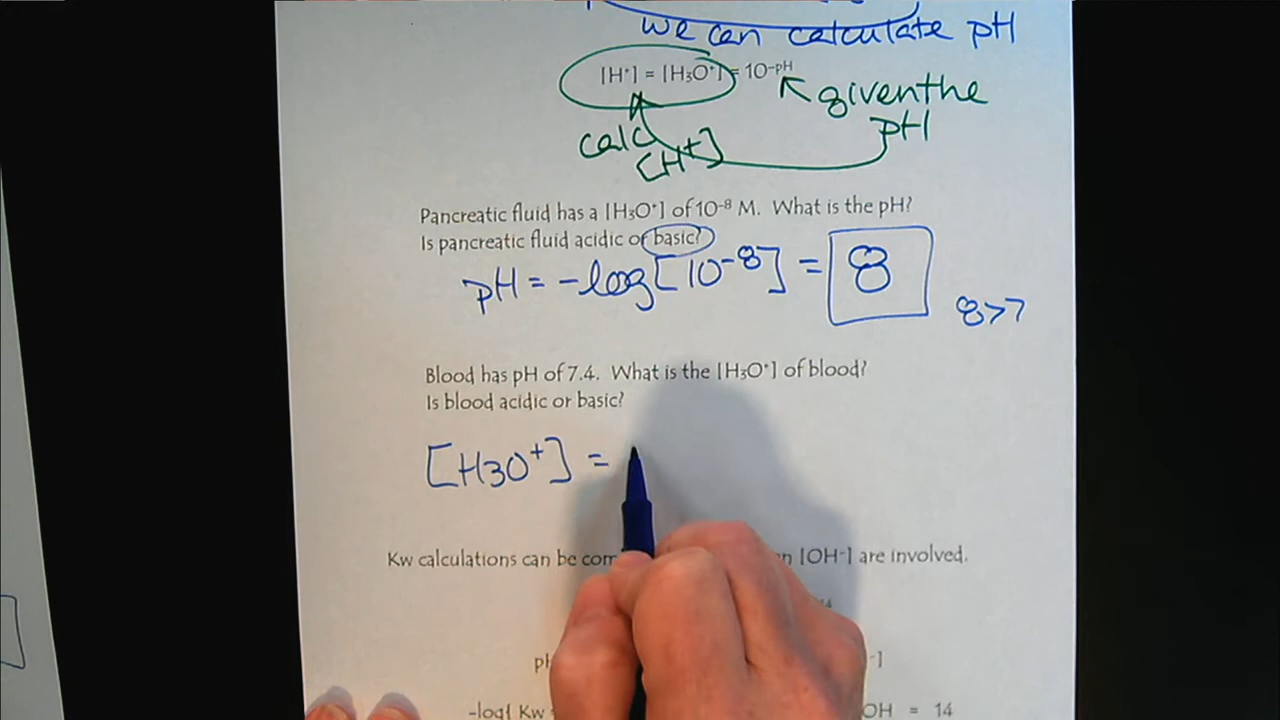 we can calculate pH
[H⁺] = [H₃O⁺] = 10⁻ᵖᴴ
given the
pH
calc
[H⁺]
Pancreatic fluid has a [H₃O⁺] of 10⁻⁸ M. What is the pH?
Is pancreatic fluid acidic or basic?
pH = -log[10⁻⁸] = 8
8>7
Blood has pH of 7.4. What is the [H₃O⁺] of blood?
Is blood acidic or basic?
[H3O⁺] =
Kw calculations can be [OH⁻] are involved.
-log{ Kw = 14